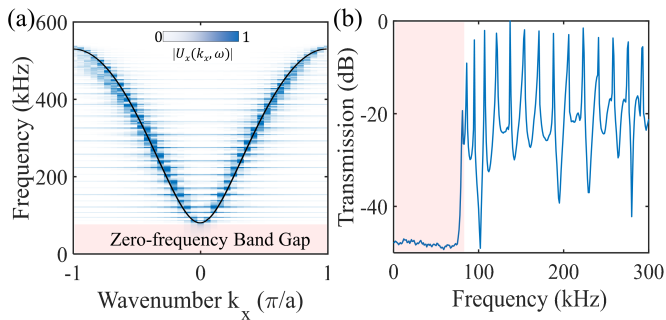 (a)
600
400
200
0
Frequency (kHz)
0
1
|U_x(k_x,ω)|
Zero-frequency Band Gap
-1
0
1
Wavenumber k_x (π/a)
(b)
0
-20
-40
Transmission (dB)
0
100
200
300
Frequency (kHz)